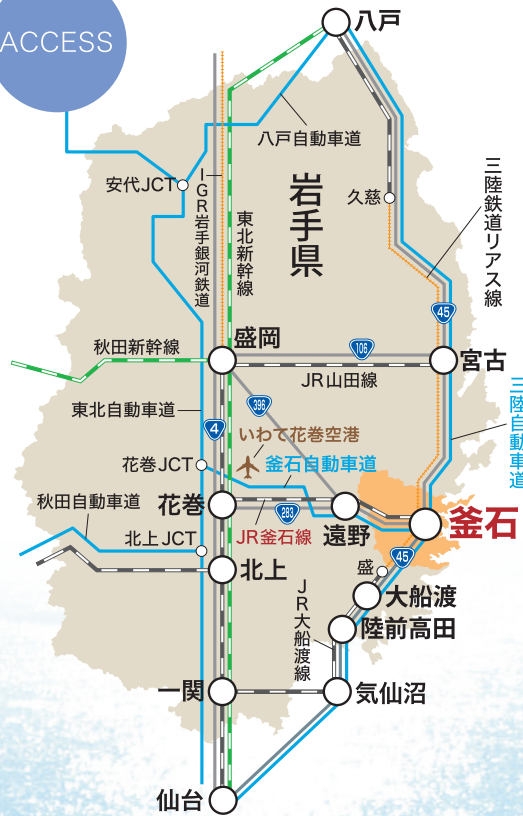 ACCESS
八戸
八戸自動車道
安代JCT
IGR岩手銀河鉄道
東北新幹線
岩手県
久慈
三陸鉄道リアス線
45
盛岡
106
宮古
秋田新幹線
JR山田線
三陸自動車道
東北自動車道
4
396
いわて花巻空港
花巻JCT
釜石自動車道
秋田自動車道
花巻
283
遠野
釜石
北上JCT
JR釜石線
45
北上
盛
大船渡
JR大船渡線
陸前高田
一関
気仙沼
仙台